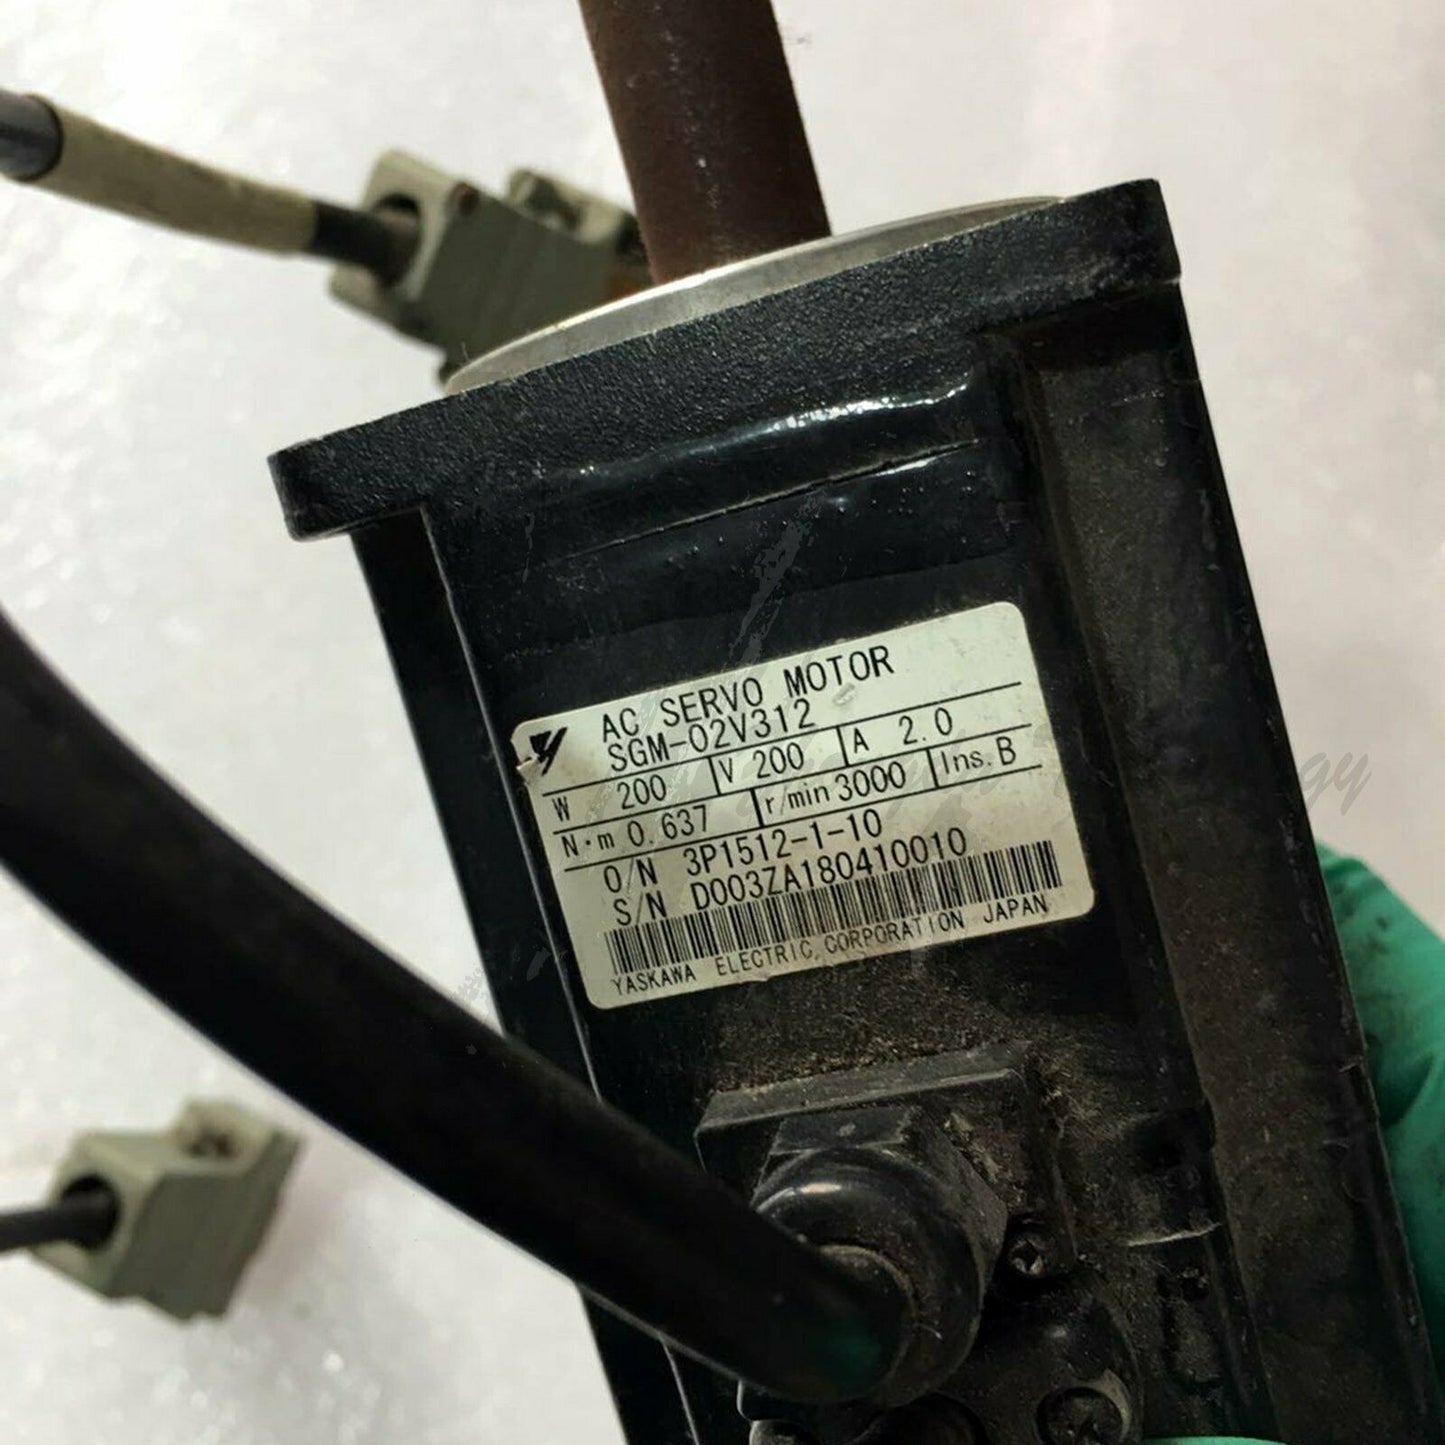 AC SERVO MOTOR
SGM-02V312
W 200 V 200 A 2.0
N·m 0.637 r/min 3000 Ins. B
O/N 3P1512-1-10
S/N D003ZA180410010
YASKAWA ELECTRIC CORPORATION JAPAN